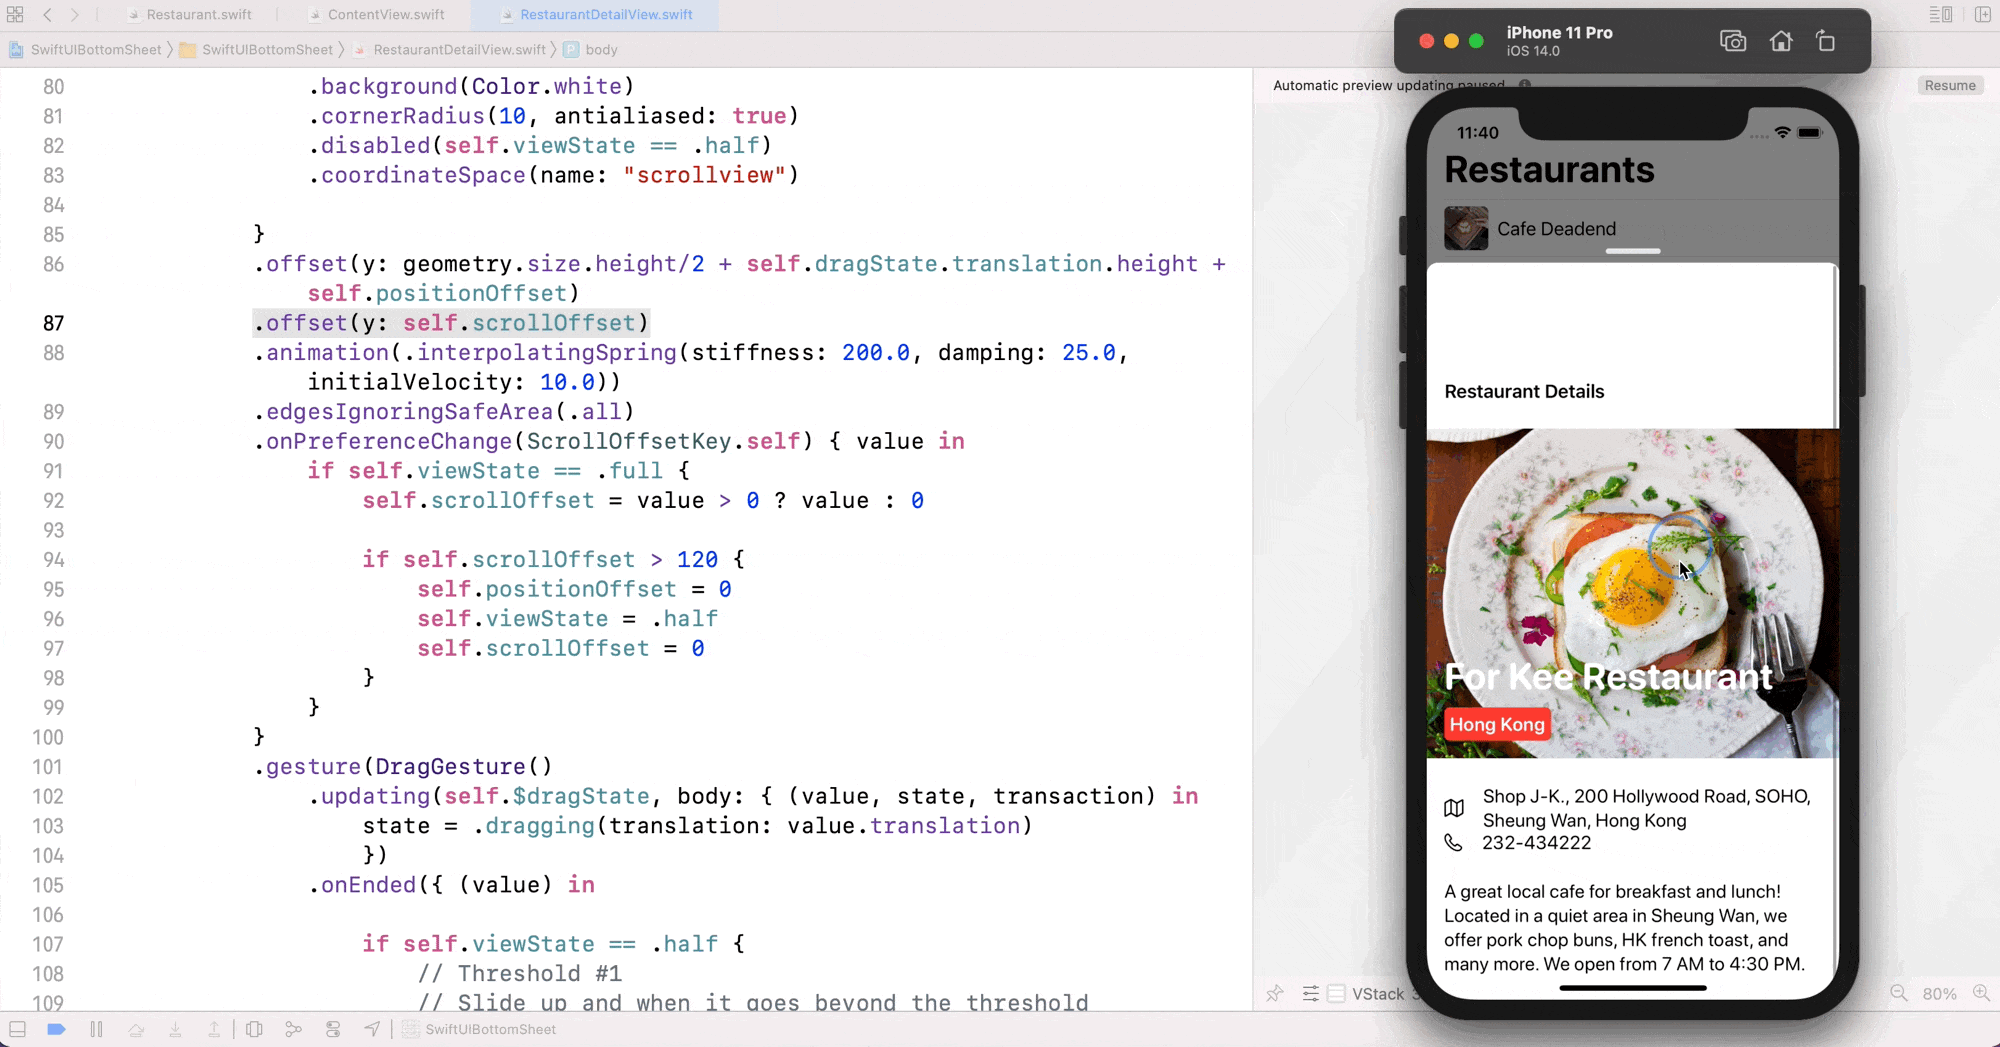 Restaurant.swift
ContentView.swift
RestaurantDetailView.swift
SwiftUIBottomSheet
SwiftUIBottomSheet
RestaurantDetailView.swift
P body
80 .background(Color.white)
81 .cornerRadius(10, antialiased: true)
82 .disabled(self.viewState == .half)
83 .coordinateSpace(name: "scrollview")
84
85 }
86 .offset(y: geometry.size.height/2 + self.dragState.translation.height +
self.positionOffset)
87 .offset(y: self.scrollOffset)
88 .animation(.interpolatingSpring(stiffness: 200.0, damping: 25.0,
initialVelocity: 10.0))
89 .edgesIgnoringSafeArea(.all)
90 .onPreferenceChange(ScrollOffsetKey.self) { value in
91 if self.viewState == .full {
92 self.scrollOffset = value > 0 ? value : 0
93
94 if self.scrollOffset > 120 {
95 self.positionOffset = 0
96 self.viewState = .half
97 self.scrollOffset = 0
98 }
99 }
100 }
101 .gesture(DragGesture()
102 .updating(self.$dragState, body: { (value, state, transaction) in
103 state = .dragging(translation: value.translation)
104 })
105 .onEnded({ (value) in
106
107 if self.viewState == .half {
108 // Threshold #1
109 // Slide up and when it goes beyond the threshold
SwiftUIBottomSheet
iPhone 11 Pro
iOS 14.0
Automatic preview updating paused
Resume
11:40
Restaurants
Cafe Deadend
Restaurant Details
For Kee Restaurant
Hong Kong
Shop J-K., 200 Hollywood Road, SOHO,
Sheung Wan, Hong Kong
232-434222
A great local cafe for breakfast and lunch!
Located in a quiet area in Sheung Wan, we
offer pork chop buns, HK french toast, and
many more. We open from 7 AM to 4:30 PM.
VStack
80%